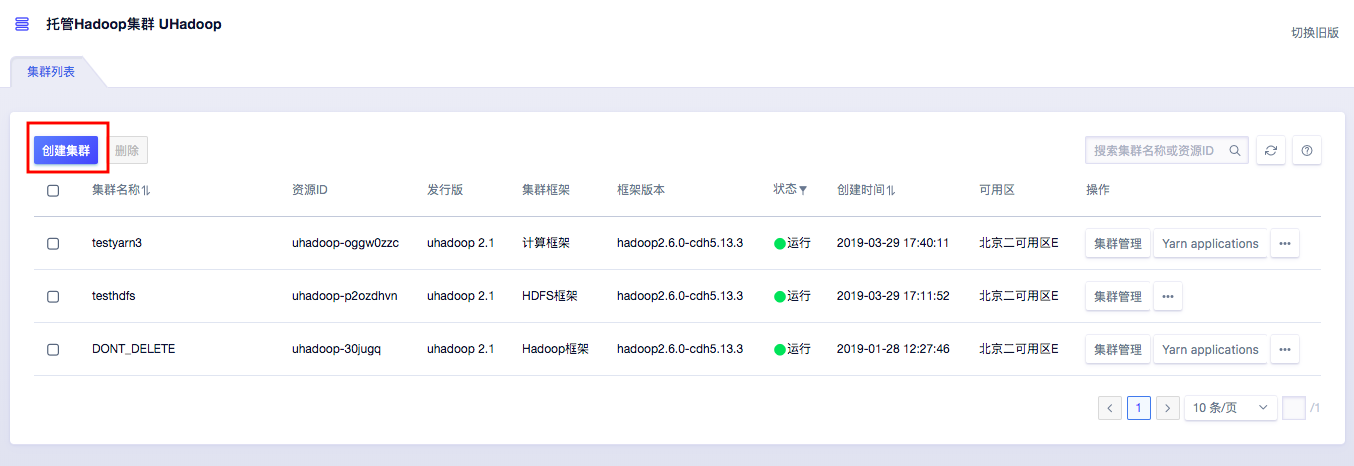 托管Hadoop集群 UHadoop
切换旧版
集群列表
创建集群 删除 搜索集群名称或资源ID
集群名称 资源ID 发行版 集群框架 框架版本 状态 创建时间 可用区 操作
testyarn3 uhadoop-oggw0zzc uhadoop 2.1 计算框架 hadoop2.6.0-cdh5.13.3 运行 2019-03-29 17:40:11 北京二可用区E 集群管理 Yarn applications •••
testhdfs uhadoop-p2ozdhvn uhadoop 2.1 HDFS框架 hadoop2.6.0-cdh5.13.3 运行 2019-03-29 17:11:52 北京二可用区E 集群管理 •••
DONT_DELETE uhadoop-30jugq uhadoop 2.1 Hadoop框架 hadoop2.6.0-cdh5.13.3 运行 2019-01-28 12:27:46 北京二可用区E 集群管理 Yarn applications •••
1 10 条/页 /1